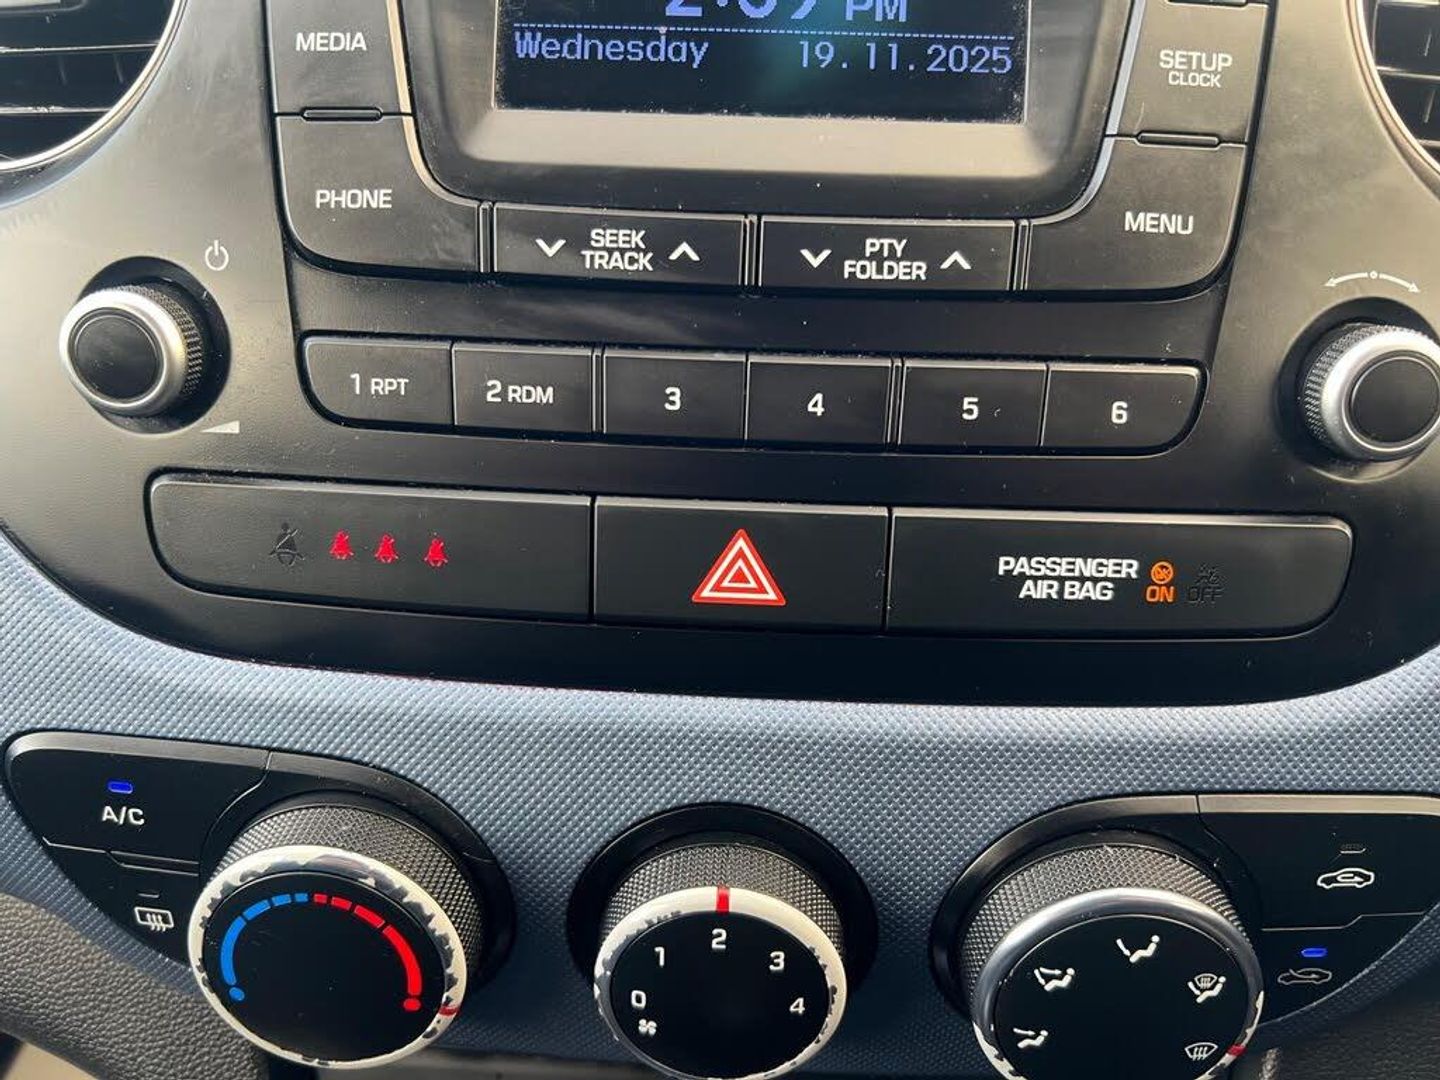 MEDIA
PM
Wednesday 19.11.2025
SETUP
CLOCK
PHONE
SEEK
TRACK
PTY
FOLDER
MENU
1 RPT
2 RDM
3
4
5
6
PASSENGER
AIR BAG
ON
OFF
A/C
0
1
2
3
4